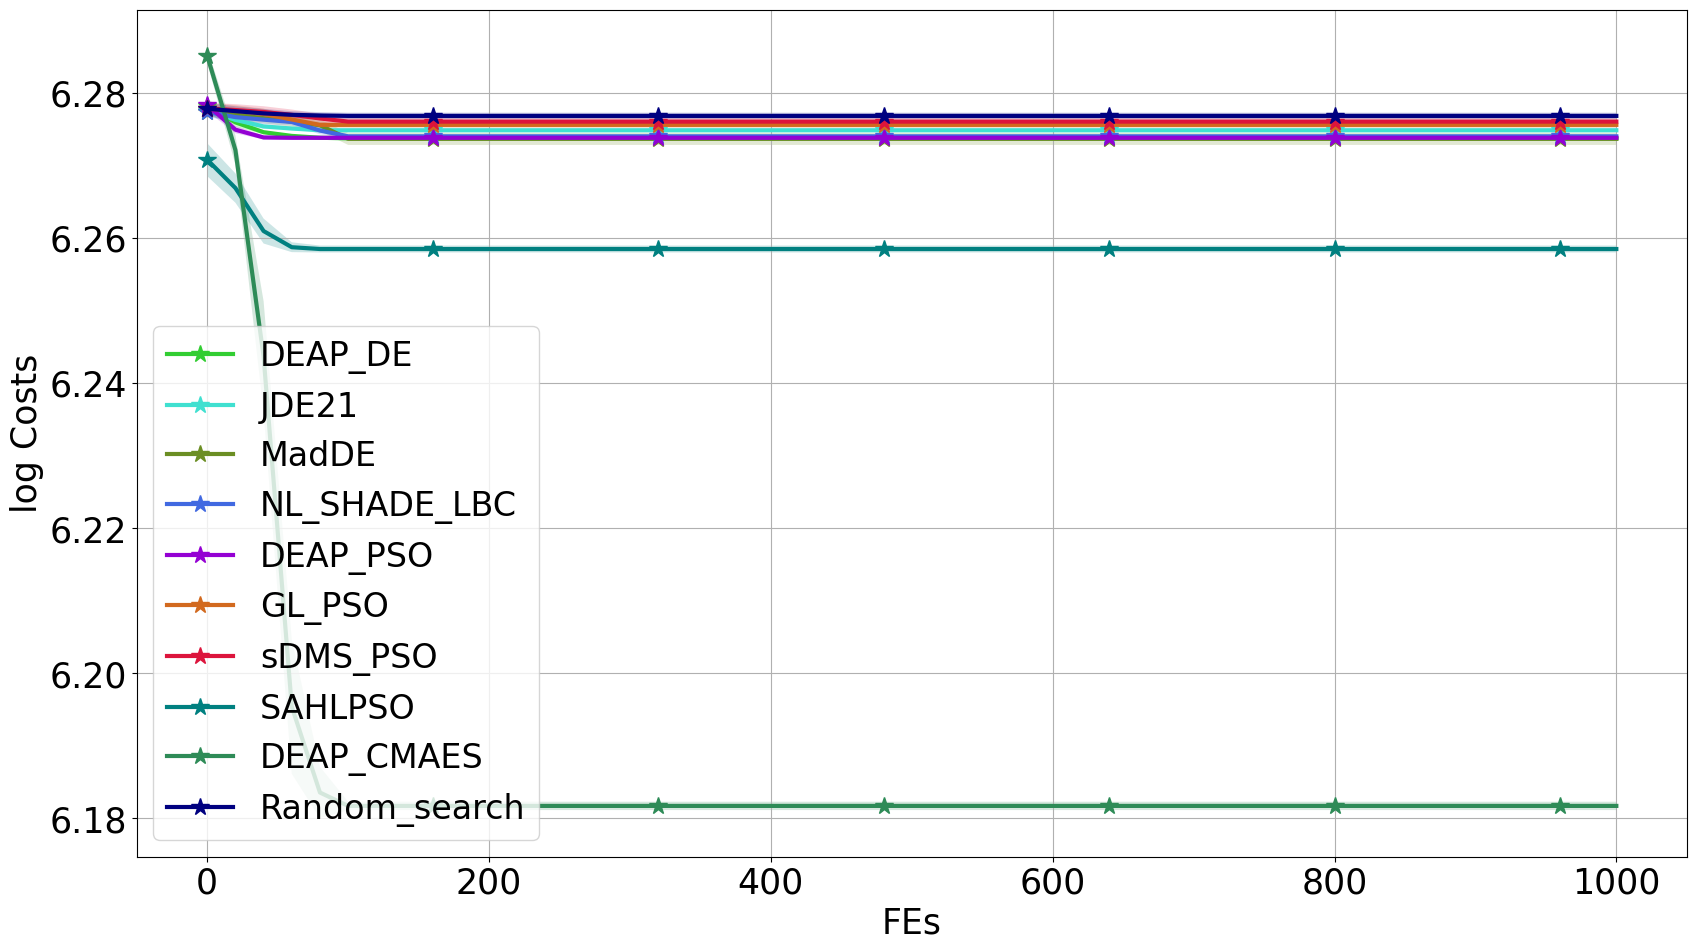 log Costs
6.28
6.26
6.24
6.22
6.20
6.18
DEAP_DE
JDE21
MadDE
NL_SHADE_LBC
DEAP_PSO
GL_PSO
sDMS_PSO
SAHLPSO
DEAP_CMAES
Random_search
0 200 400 600 800 1000
FEs